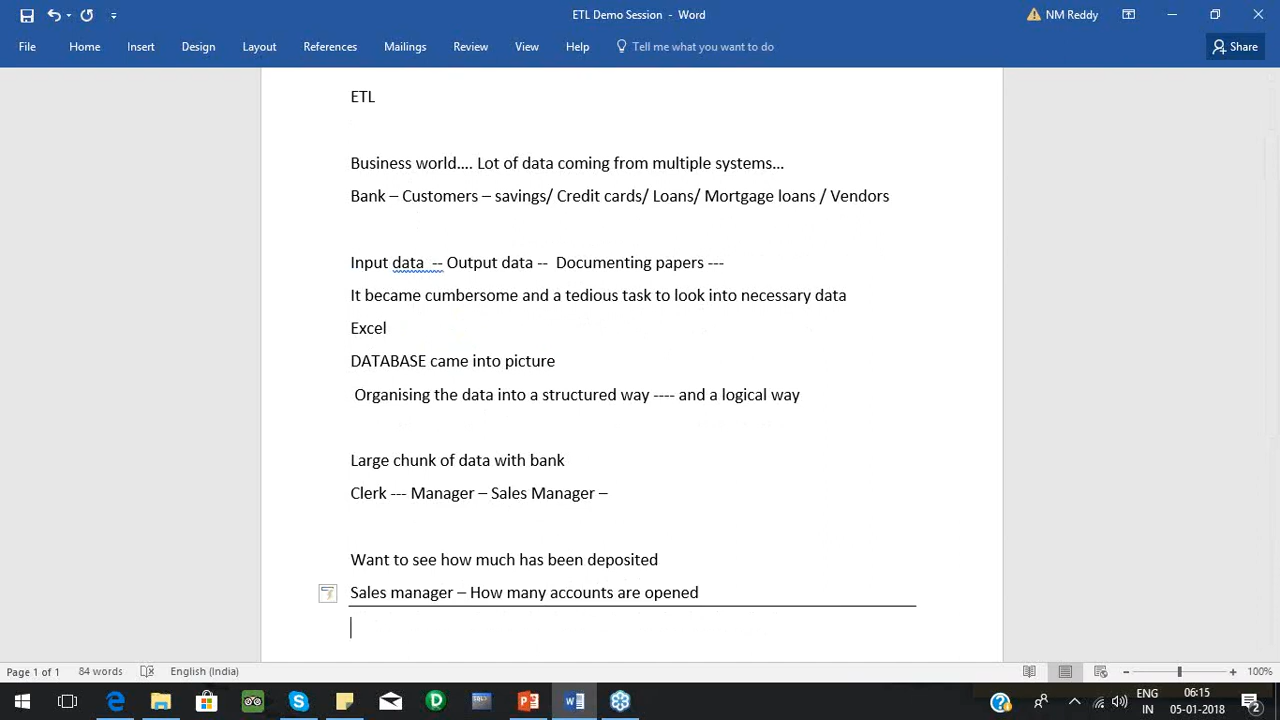 ETL Demo Session - Word
NM Reddy
File Home Insert Design Layout References Mailings Review View Help Tell me what you want to do Share
ETL
Business world.... Lot of data coming from multiple systems...
Bank – Customers – savings/ Credit cards/ Loans/ Mortgage loans / Vendors
Input data -- Output data -- Documenting papers ---
It became cumbersome and a tedious task to look into necessary data
Excel
DATABASE came into picture
Organising the data into a structured way ---- and a logical way
Large chunk of data with bank
Clerk --- Manager – Sales Manager –
Want to see how much has been deposited
Sales manager – How many accounts are opened
Page 1 of 1 84 words English (India) 100%
ENG 06:15
IN 05-01-2018 2